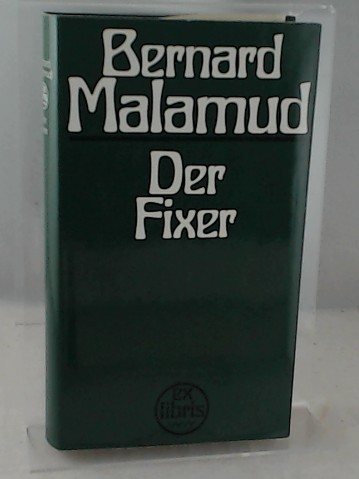 Bernard
Malamud
Der
Fixer
ex
libris